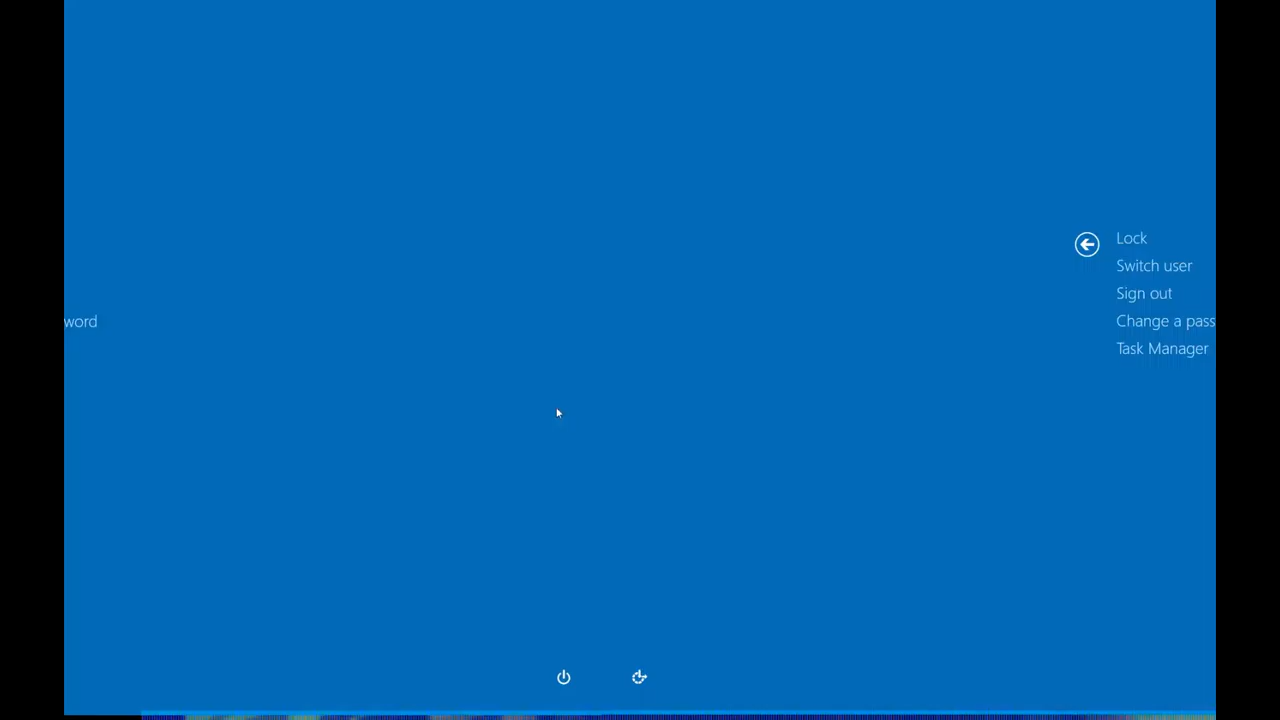 Lock
Switch user
Sign out
word
Change a pass
Task Manager